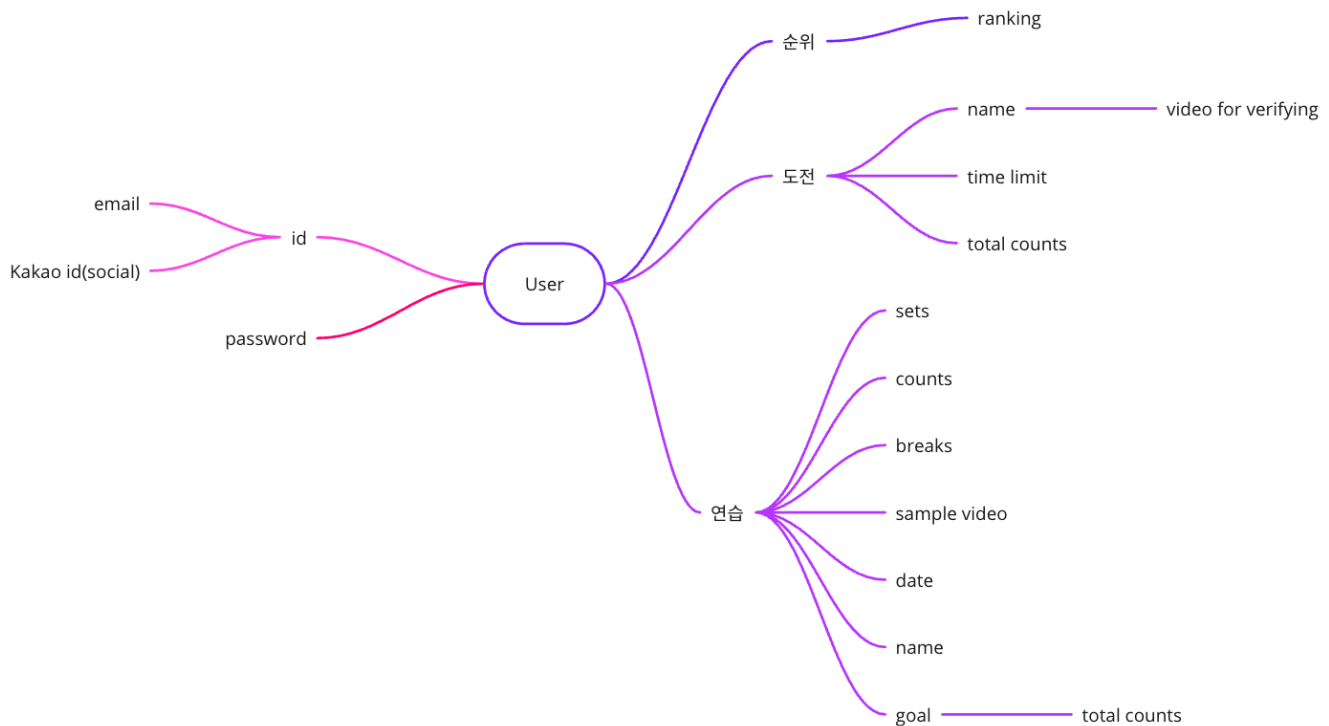 ranking
순위
name
video for verifying
도전
time limit
total counts
email
id
Kakao id(social)
User
password
sets
counts
breaks
연습
sample video
date
name
goal
total counts